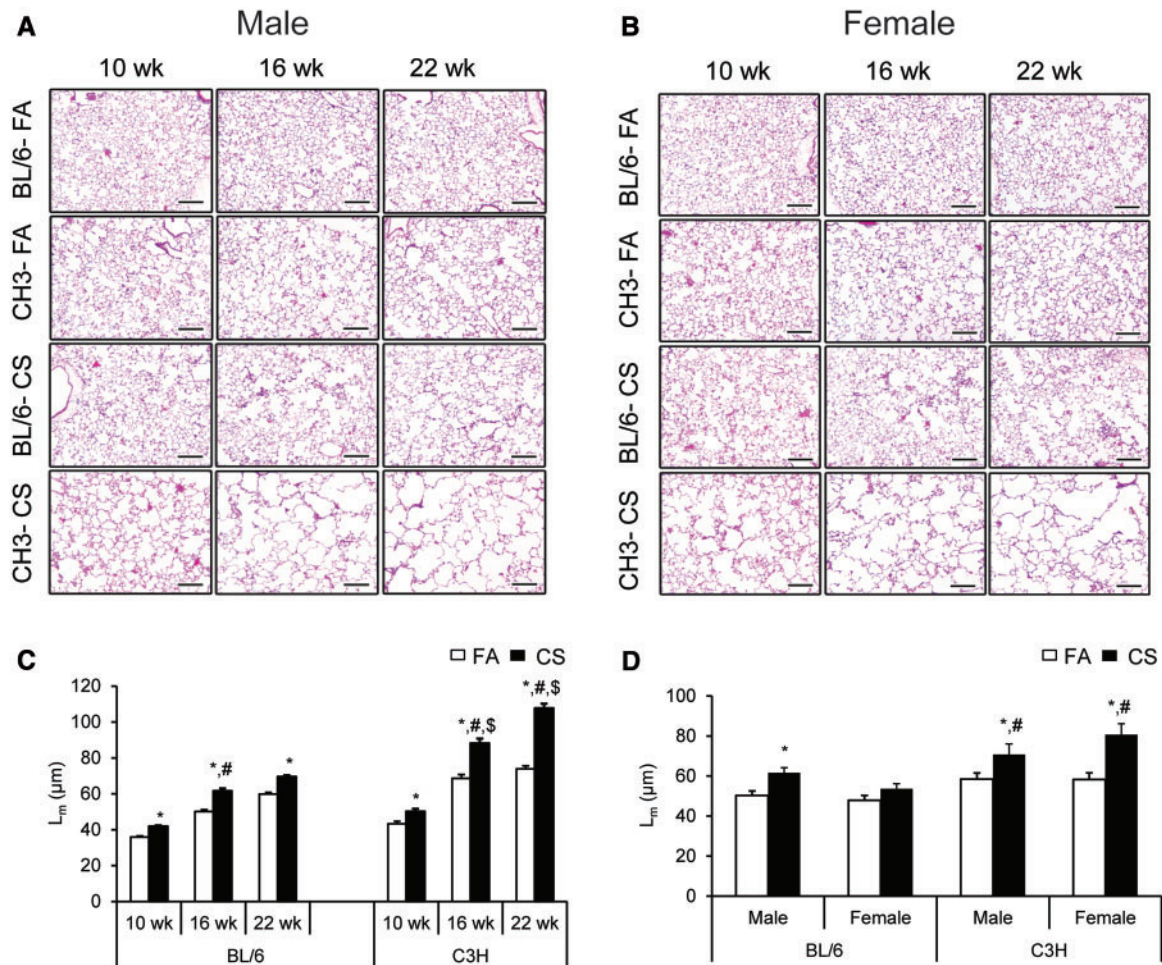 A Male
10 wk 16 wk 22 wk
BL/6- FA
CH3- FA
BL/6- CS
CH3- CS
B Female
10 wk 16 wk 22 wk
BL/6- FA
CH3- FA
BL/6- CS
CH3- CS
C
FA CS
Lm (µm)
120
100
80
60
40
20
0
* *,# * * *,#,$ *,#,$
10 wk 16 wk 22 wk 10 wk 16 wk 22 wk
BL/6 C3H
D
FA CS
Lm (µm)
100
80
60
40
20
0
* *,# *,#
Male Female Male Female
BL/6 C3H